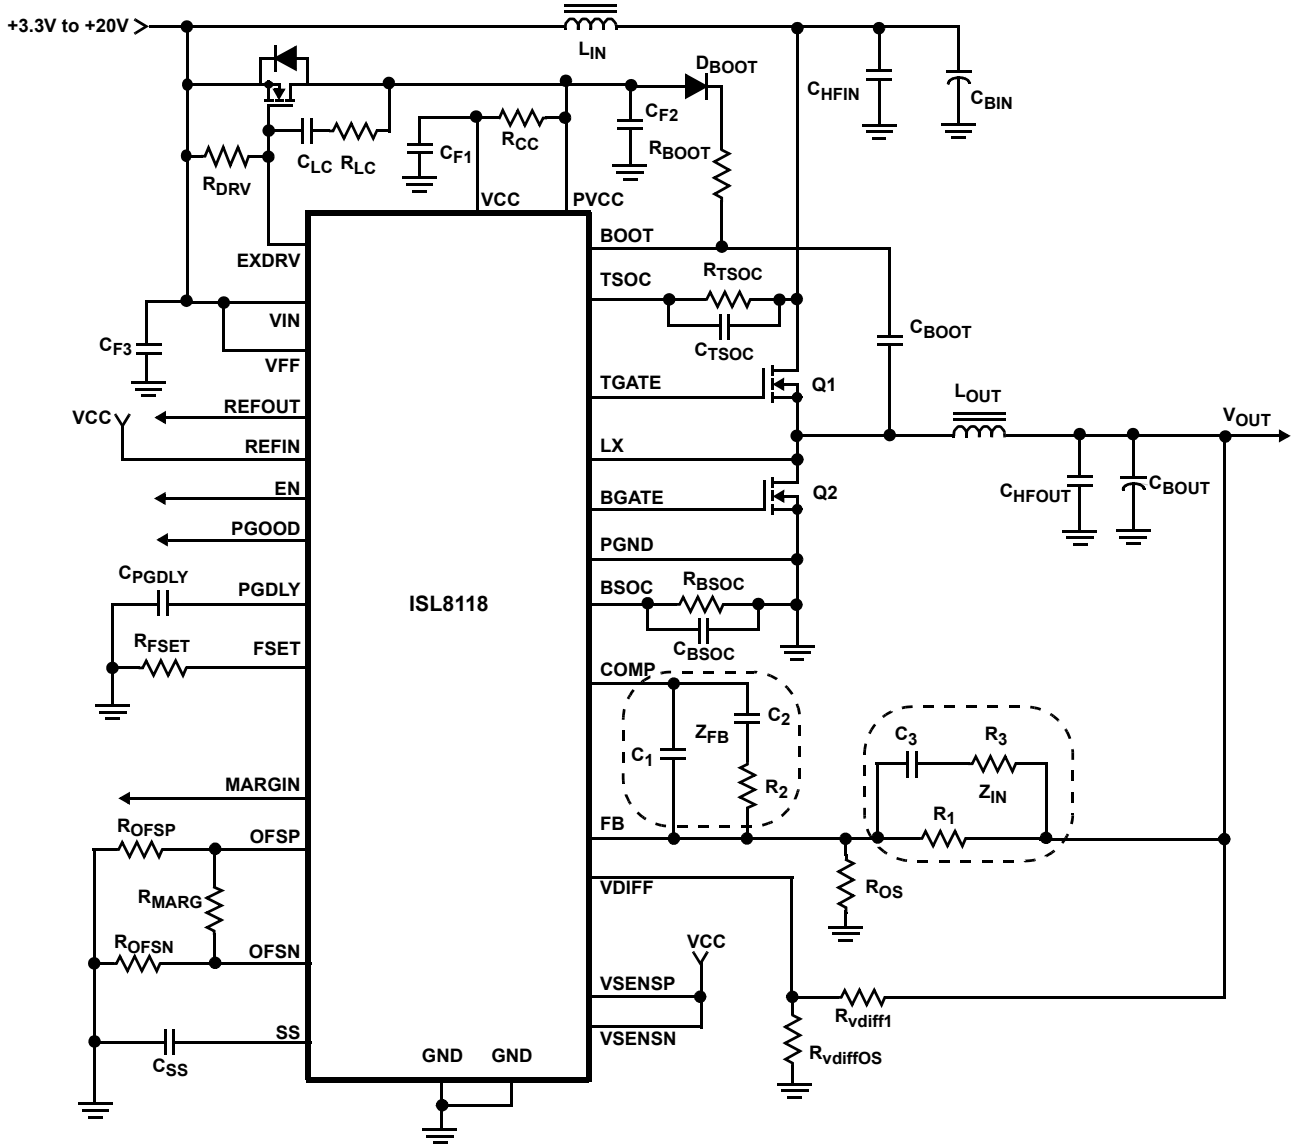 +3.3V to +20V
LIN
DBOOT
CHFIN
CBIN
CF2
RBOOT
RCC
CF1
CLC
RLC
RDRV
VCC
PVCC
EXDRV
BOOT
TSOC
RTSOC
CTSOC
CBOOT
VIN
VFF
CF3
TGATE
Q1
LOUT
VOUT
REFOUT
VCC
REFIN
LX
EN
BGATE
Q2
CHFOUT
CBOUT
PGOOD
PGND
CPGDLY
PGDLY
BSOC
RBSOC
CBSOC
ISL8118
RFSET
FSET
COMP
C2
ZFB
C1
R2
C3
R3
ZIN
R1
MARGIN
FB
ROFSP
OFSP
RMARG
ROFSN
OFSN
VDIFF
ROS
VCC
VSENSP
VSENSN
Rvdiff1
RvdiffOS
SS
CSS
GND
GND